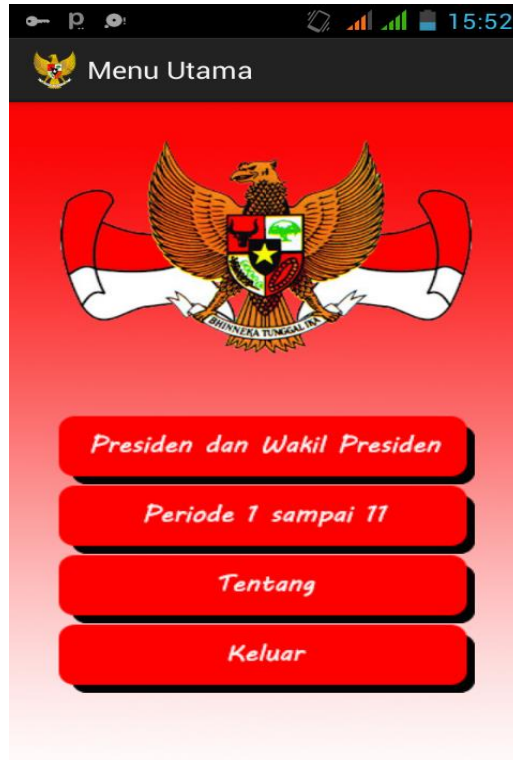 15:52
Menu Utama
BHINNEKA TUNGGAL IKA
Presiden dan Wakil Presiden
Periode 1 sampai 11
Tentang
Keluar